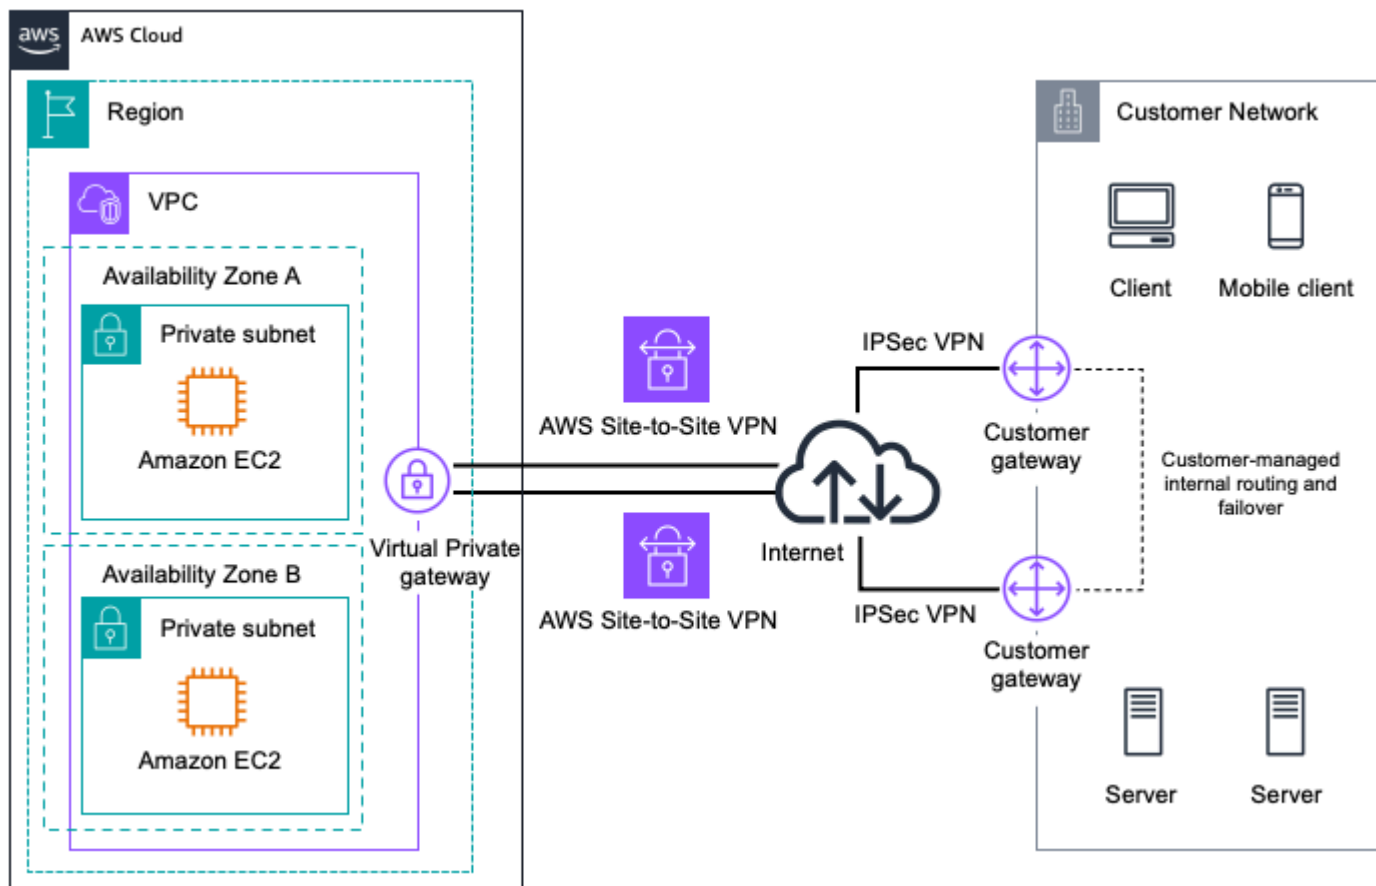 aws
AWS Cloud
Region
VPC
Availability Zone A
Private subnet
Amazon EC2
Virtual Private
gateway
Availability Zone B
Private subnet
Amazon EC2
AWS Site-to-Site VPN
AWS Site-to-Site VPN
Internet
IPSec VPN
IPSec VPN
Customer Network
Client
Mobile client
Customer
gateway
Customer-managed
internal routing and
failover
Customer
gateway
Server
Server